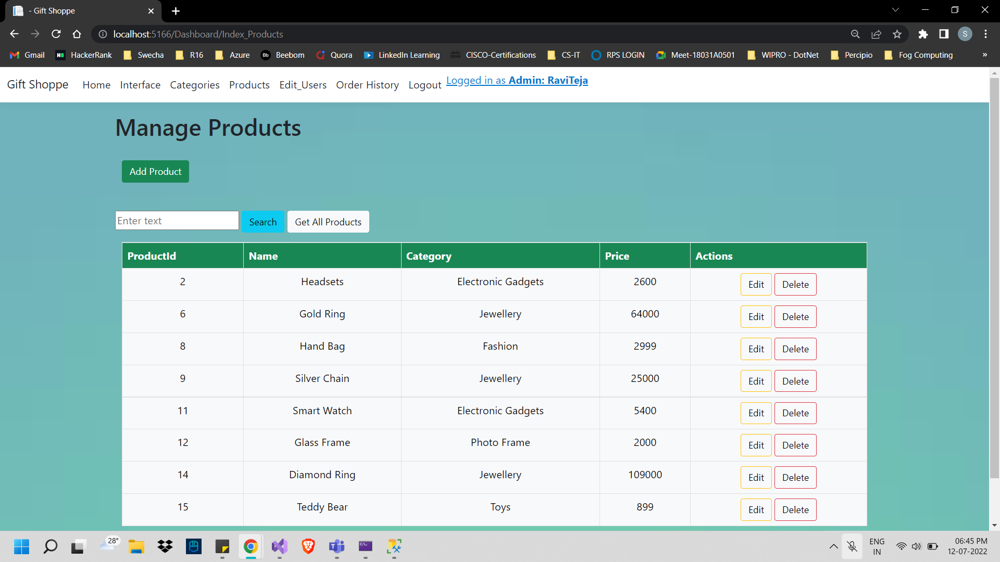 - Gift Shoppe
localhost:5166/Dashboard/Index_Products
S
Gmail HackerRank Swecha R16 Azure Beebom Quora LinkedIn Learning CISCO-Certifications CS-IT RPS LOGIN Meet-18031A0501 WIPRO - DotNet Percipio Fog Computing »
Gift Shoppe Home Interface Categories Products Edit_Users Order History Logout Logged in as Admin: RaviTeja
Manage Products
Add Product
Enter text Search Get All Products
ProductId Name Category Price Actions
2 Headsets Electronic Gadgets 2600 Edit Delete
6 Gold Ring Jewellery 64000 Edit Delete
8 Hand Bag Fashion 2999 Edit Delete
9 Silver Chain Jewellery 25000 Edit Delete
11 Smart Watch Electronic Gadgets 5400 Edit Delete
12 Glass Frame Photo Frame 2000 Edit Delete
14 Diamond Ring Jewellery 109000 Edit Delete
15 Teddy Bear Toys 899 Edit Delete
28°
ENG
IN
06:45 PM
12-07-2022